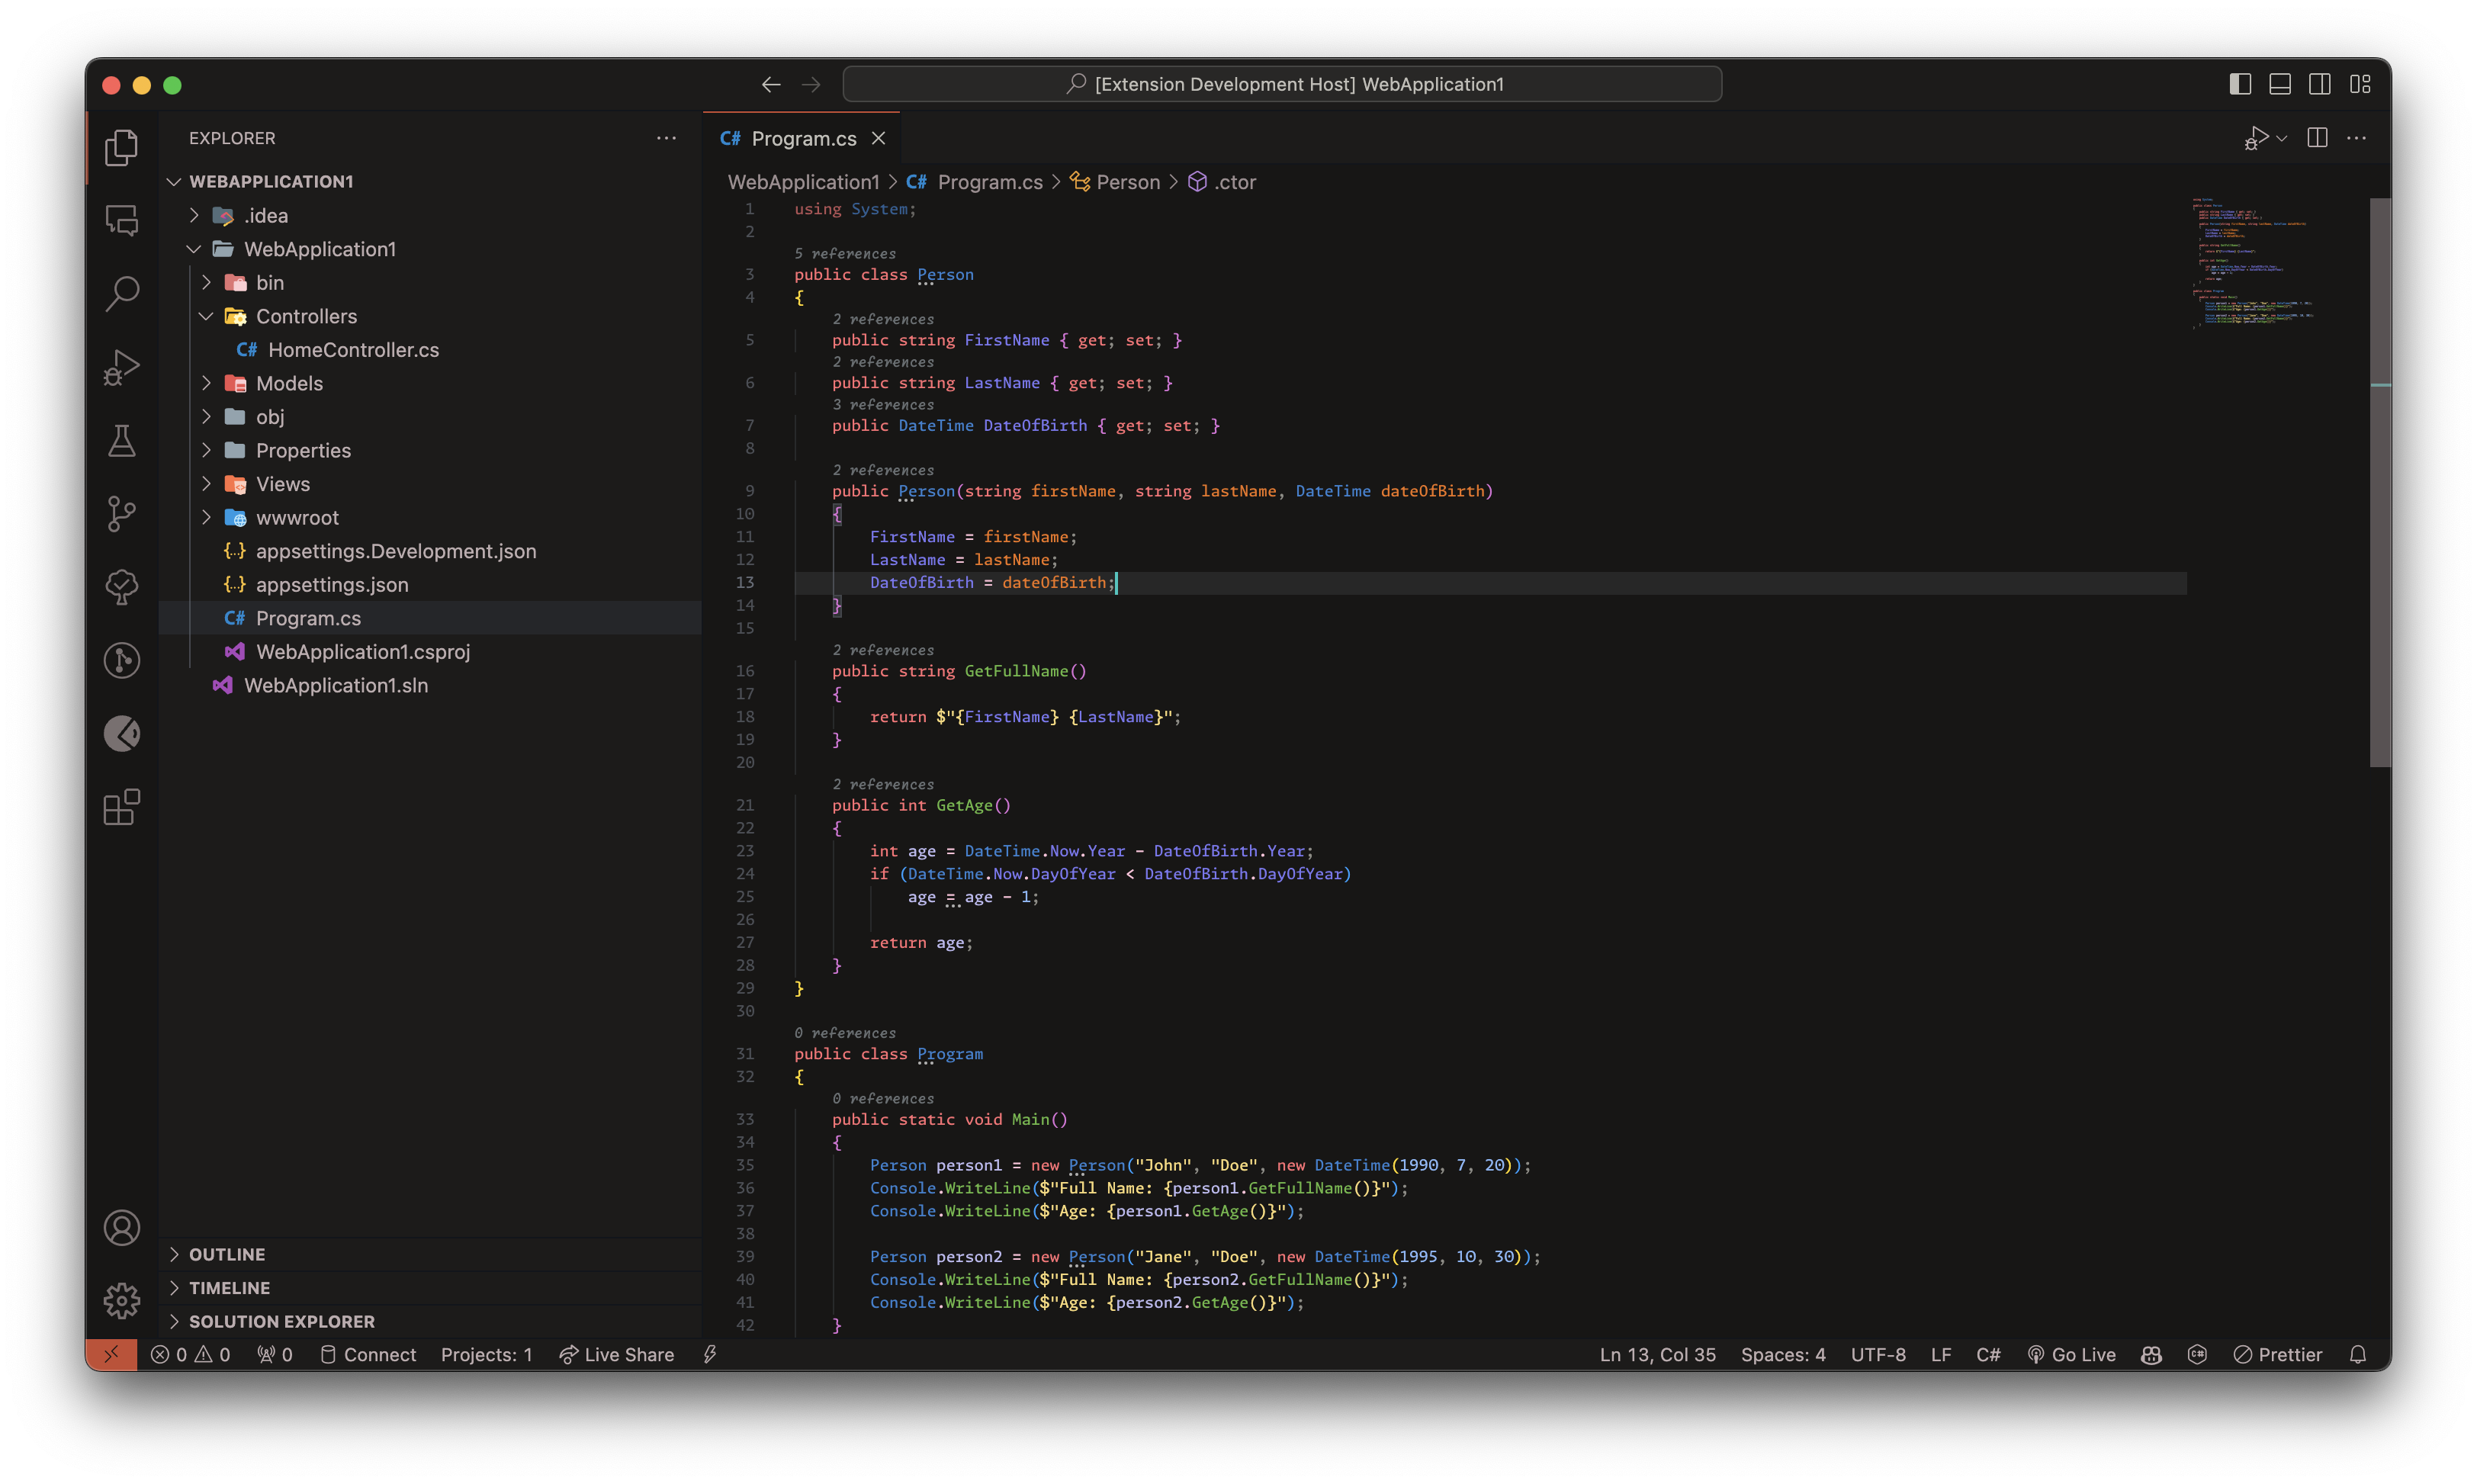 [Extension Development Host] WebApplication1
EXPLORER
WEBAPPLICATION1
.idea
WebApplication1
bin
Controllers
C# HomeController.cs
Models
obj
Properties
Views
wwwroot
{..} appsettings.Development.json
{..} appsettings.json
C# Program.cs
WebApplication1.csproj
WebApplication1.sln
OUTLINE
TIMELINE
SOLUTION EXPLORER
C# Program.cs
WebApplication1 > C# Program.cs > Person > .ctor
1 using System;
2
5 references
3 public class Person
4 {
2 references
5 public string FirstName { get; set; }
2 references
6 public string LastName { get; set; }
3 references
7 public DateTime DateOfBirth { get; set; }
8
2 references
9 public Person(string firstName, string lastName, DateTime dateOfBirth)
10 {
11 FirstName = firstName;
12 LastName = lastName;
13 DateOfBirth = dateOfBirth;
14 }
15
2 references
16 public string GetFullName()
17 {
18 return $"{FirstName} {LastName}";
19 }
20
2 references
21 public int GetAge()
22 {
23 int age = DateTime.Now.Year - DateOfBirth.Year;
24 if (DateTime.Now.DayOfYear < DateOfBirth.DayOfYear)
25 age = age - 1;
26
27 return age;
28 }
29 }
30
0 references
31 public class Program
32 {
0 references
33 public static void Main()
34 {
35 Person person1 = new Person("John", "Doe", new DateTime(1990, 7, 20));
36 Console.WriteLine($"Full Name: {person1.GetFullName()}");
37 Console.WriteLine($"Age: {person1.GetAge()}");
38
39 Person person2 = new Person("Jane", "Doe", new DateTime(1995, 10, 30));
40 Console.WriteLine($"Full Name: {person2.GetFullName()}");
41 Console.WriteLine($"Age: {person2.GetAge()}");
42 }
0 0 0 Connect Projects: 1 Live Share Ln 13, Col 35 Spaces: 4 UTF-8 LF C# Go Live Prettier